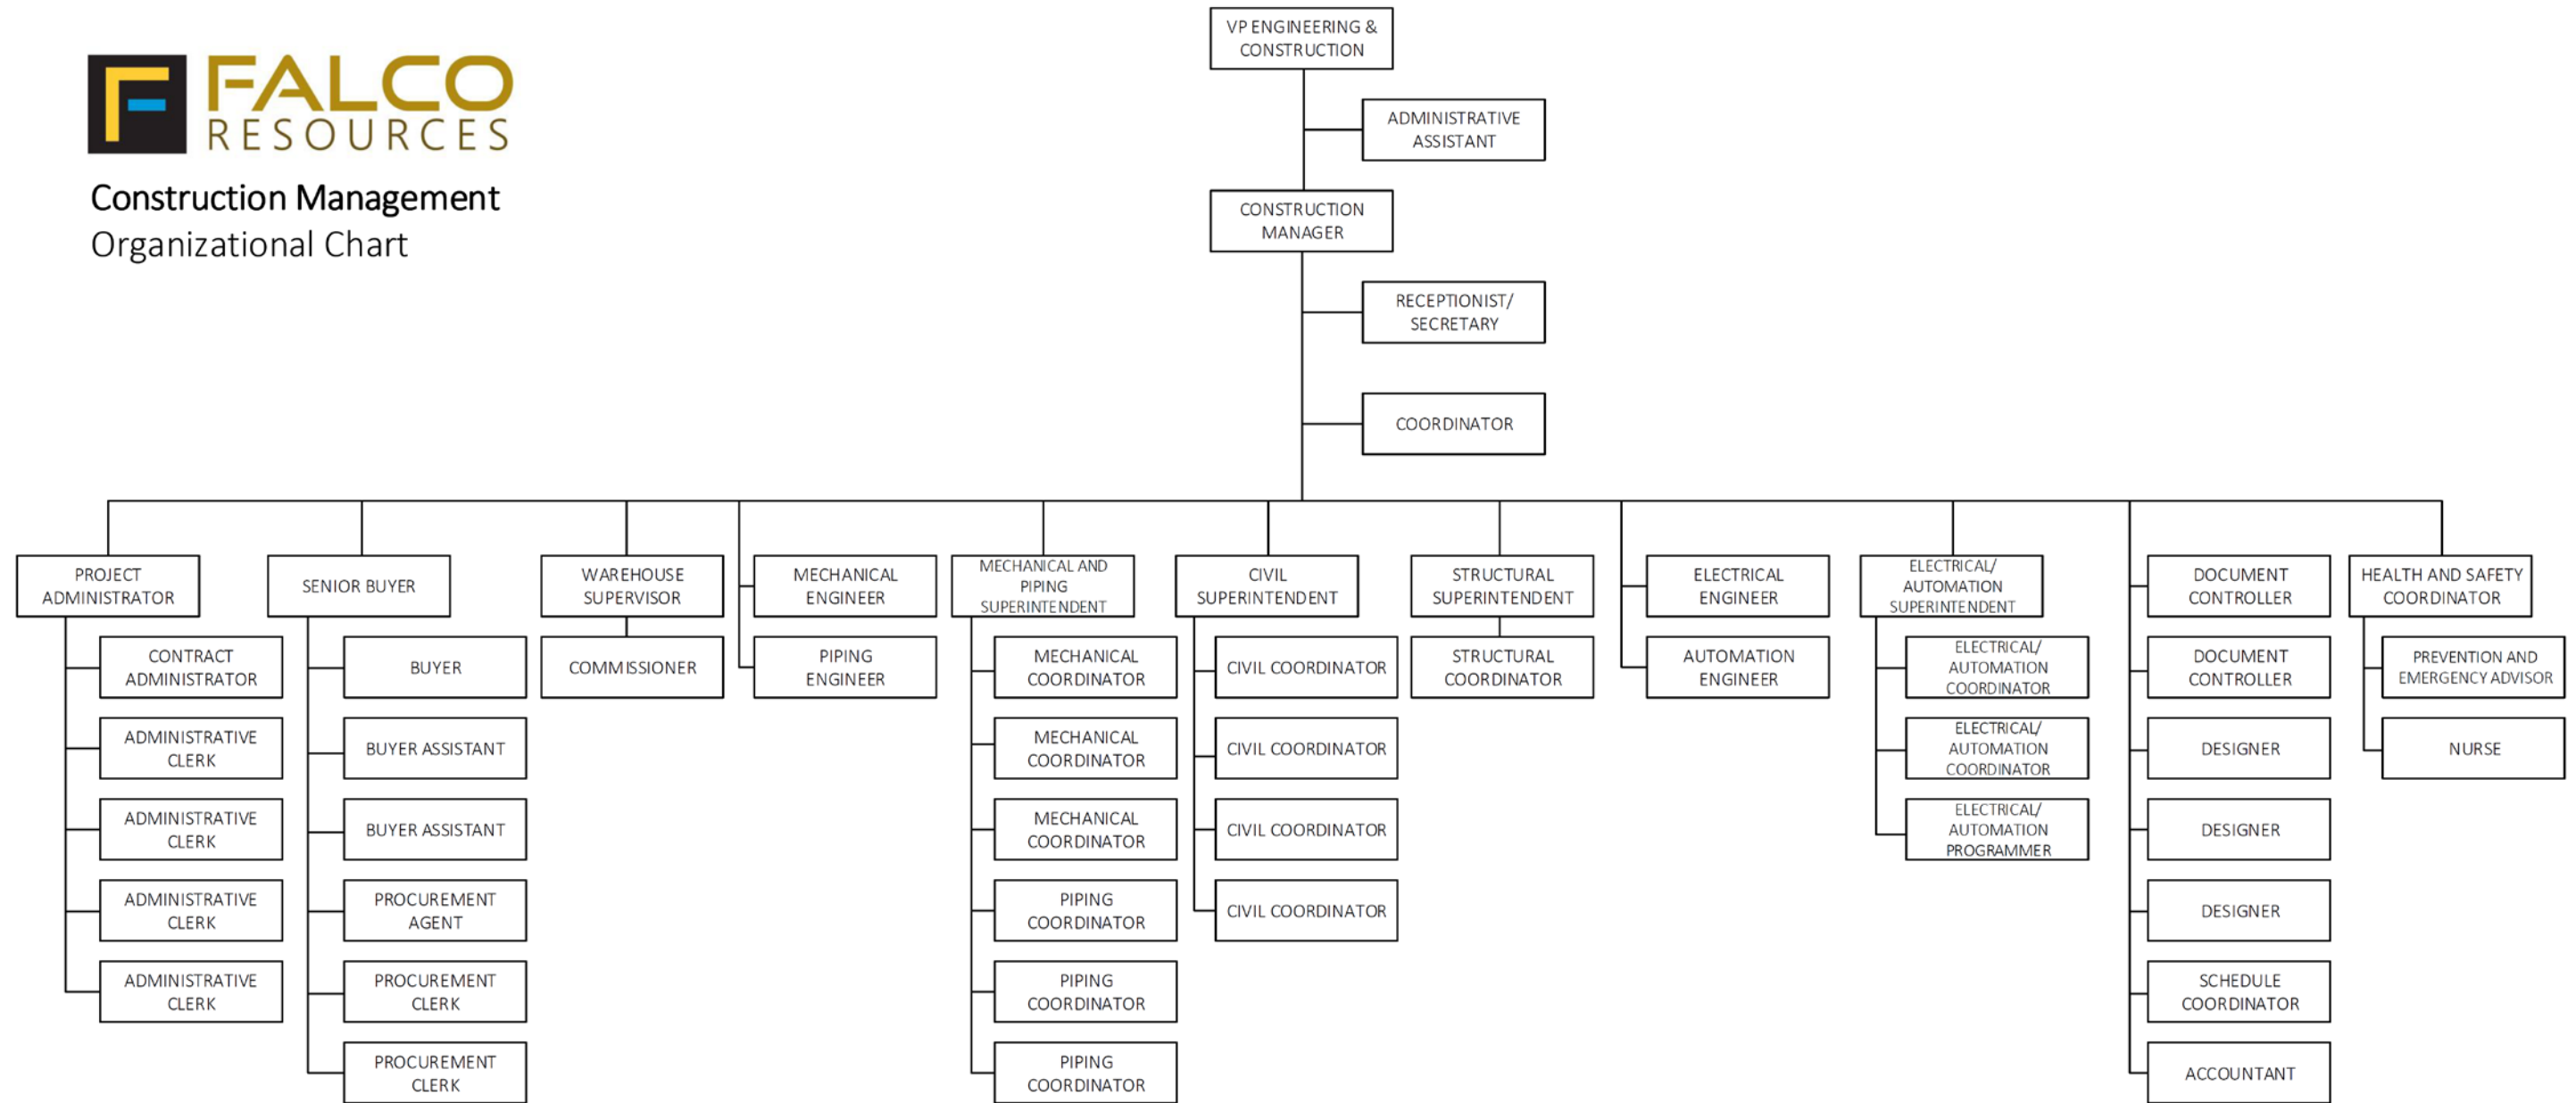 FALCO
RESOURCES
Construction Management
Organizational Chart
VP ENGINEERING &
CONSTRUCTION
ADMINISTRATIVE
ASSISTANT
CONSTRUCTION
MANAGER
RECEPTIONIST/
SECRETARY
COORDINATOR
PROJECT
ADMINISTRATOR
CONTRACT
ADMINISTRATOR
ADMINISTRATIVE
CLERK
ADMINISTRATIVE
CLERK
ADMINISTRATIVE
CLERK
ADMINISTRATIVE
CLERK
SENIOR BUYER
BUYER
BUYER ASSISTANT
BUYER ASSISTANT
PROCUREMENT
AGENT
PROCUREMENT
CLERK
PROCUREMENT
CLERK
WAREHOUSE
SUPERVISOR
COMMISSIONER
MECHANICAL
ENGINEER
PIPING
ENGINEER
MECHANICAL AND
PIPING
SUPERINTENDENT
MECHANICAL
COORDINATOR
MECHANICAL
COORDINATOR
MECHANICAL
COORDINATOR
PIPING
COORDINATOR
PIPING
COORDINATOR
PIPING
COORDINATOR
CIVIL
SUPERINTENDENT
CIVIL COORDINATOR
CIVIL COORDINATOR
CIVIL COORDINATOR
CIVIL COORDINATOR
STRUCTURAL
SUPERINTENDENT
STRUCTURAL
COORDINATOR
ELECTRICAL
ENGINEER
AUTOMATION
ENGINEER
ELECTRICAL/
AUTOMATION
SUPERINTENDENT
ELECTRICAL/
AUTOMATION
COORDINATOR
ELECTRICAL/
AUTOMATION
COORDINATOR
ELECTRICAL/
AUTOMATION
PROGRAMMER
DOCUMENT
CONTROLLER
DOCUMENT
CONTROLLER
DESIGNER
DESIGNER
DESIGNER
SCHEDULE
COORDINATOR
ACCOUNTANT
HEALTH AND SAFETY
COORDINATOR
PREVENTION AND
EMERGENCY ADVISOR
NURSE